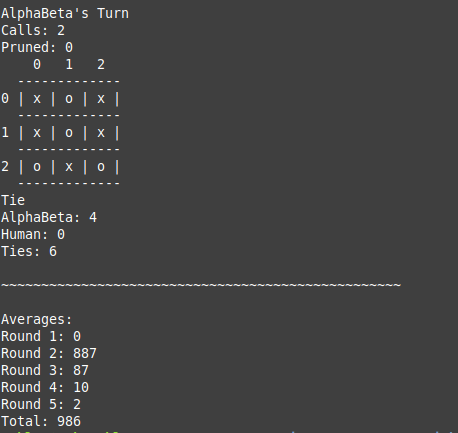 AlphaBeta's Turn
Calls: 2
Pruned: 0
    0   1   2
  -------------
0 | x | o | x |
  -------------
1 | x | o | x |
  -------------
2 | o | x | o |
  -------------
Tie
AlphaBeta: 4
Human: 0
Ties: 6
~~~~~~~~~~~~~~~~~~~~~~~~~~~~~~~~~~~~~~~~~~~~~~~~~~
Averages:
Round 1: 0
Round 2: 887
Round 3: 87
Round 4: 10
Round 5: 2
Total: 986